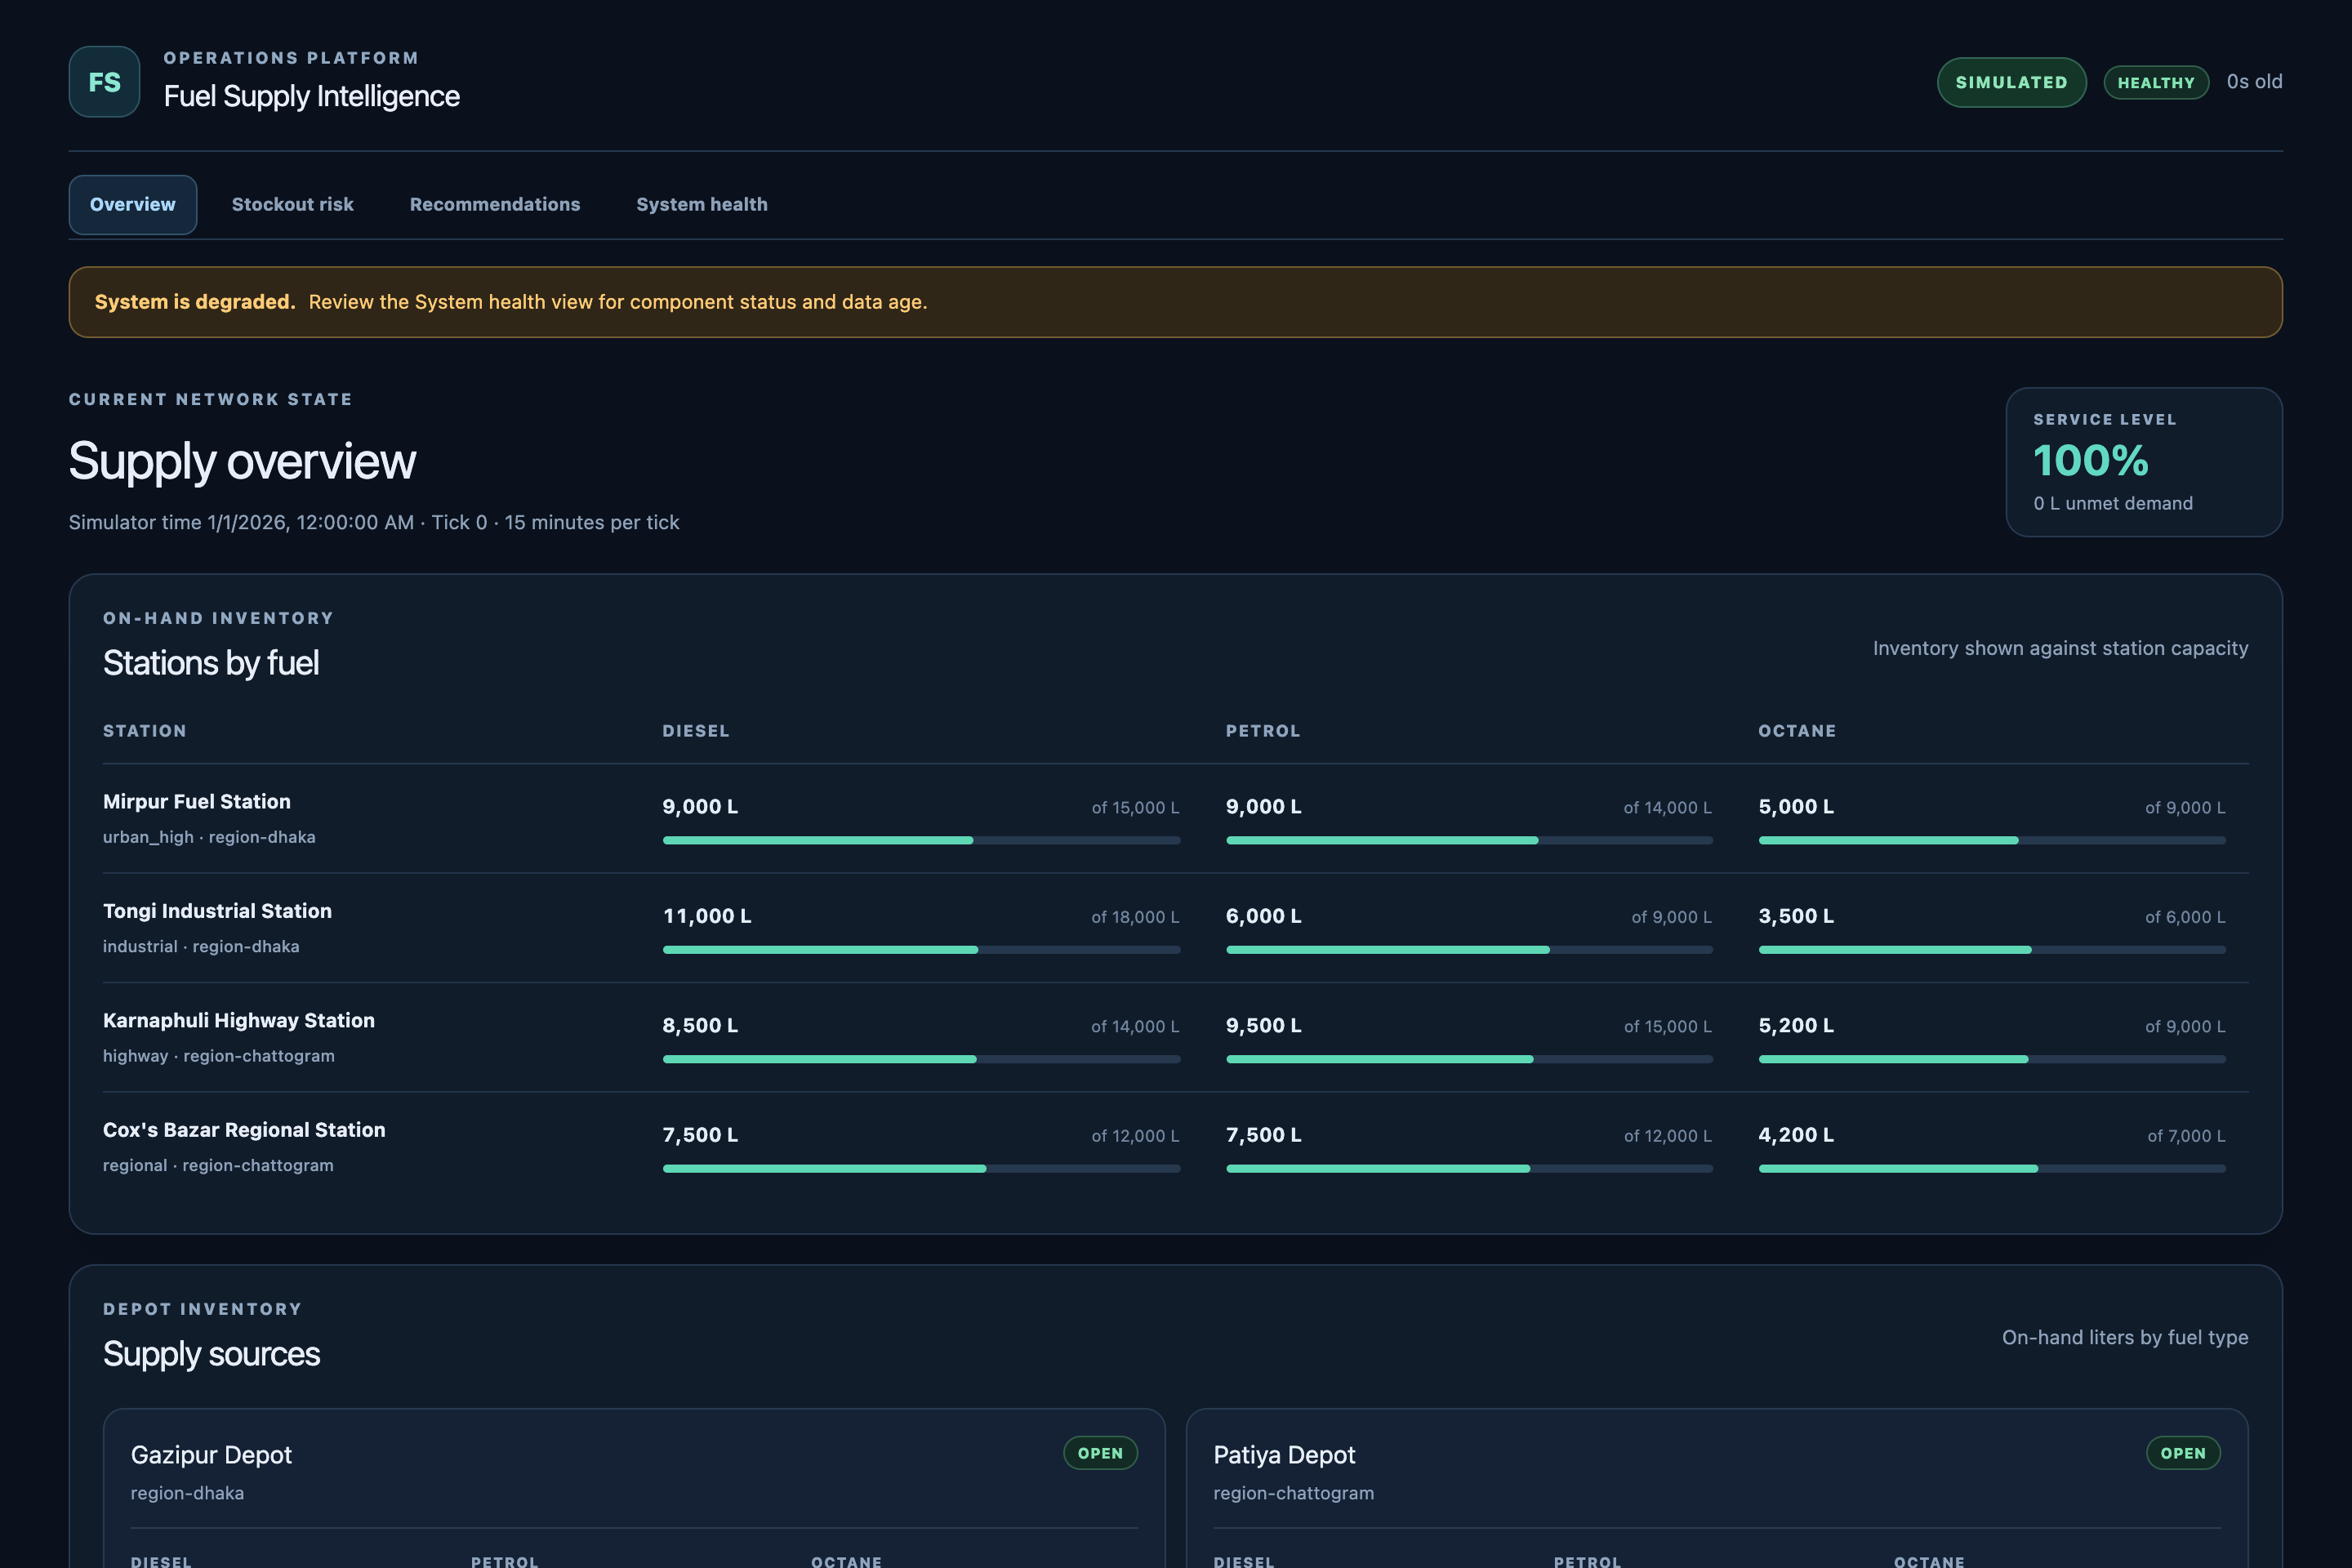 FS
OPERATIONS PLATFORM
Fuel Supply Intelligence
SIMULATED
HEALTHY
0s old
Overview
Stockout risk
Recommendations
System health
System is degraded. Review the System health view for component status and data age.
CURRENT NETWORK STATE
Supply overview
Simulator time 1/1/2026, 12:00:00 AM · Tick 0 · 15 minutes per tick
SERVICE LEVEL
100%
0 L unmet demand
ON-HAND INVENTORY
Stations by fuel
Inventory shown against station capacity
STATION DIESEL PETROL OCTANE
Mirpur Fuel Station
urban_high · region-dhaka
9,000 L of 15,000 L
9,000 L of 14,000 L
5,000 L of 9,000 L
Tongi Industrial Station
industrial · region-dhaka
11,000 L of 18,000 L
6,000 L of 9,000 L
3,500 L of 6,000 L
Karnaphuli Highway Station
highway · region-chattogram
8,500 L of 14,000 L
9,500 L of 15,000 L
5,200 L of 9,000 L
Cox's Bazar Regional Station
regional · region-chattogram
7,500 L of 12,000 L
7,500 L of 12,000 L
4,200 L of 7,000 L
DEPOT INVENTORY
Supply sources
On-hand liters by fuel type
Gazipur Depot
OPEN
region-dhaka
DIESEL PETROL OCTANE
Patiya Depot
OPEN
region-chattogram
DIESEL PETROL OCTANE